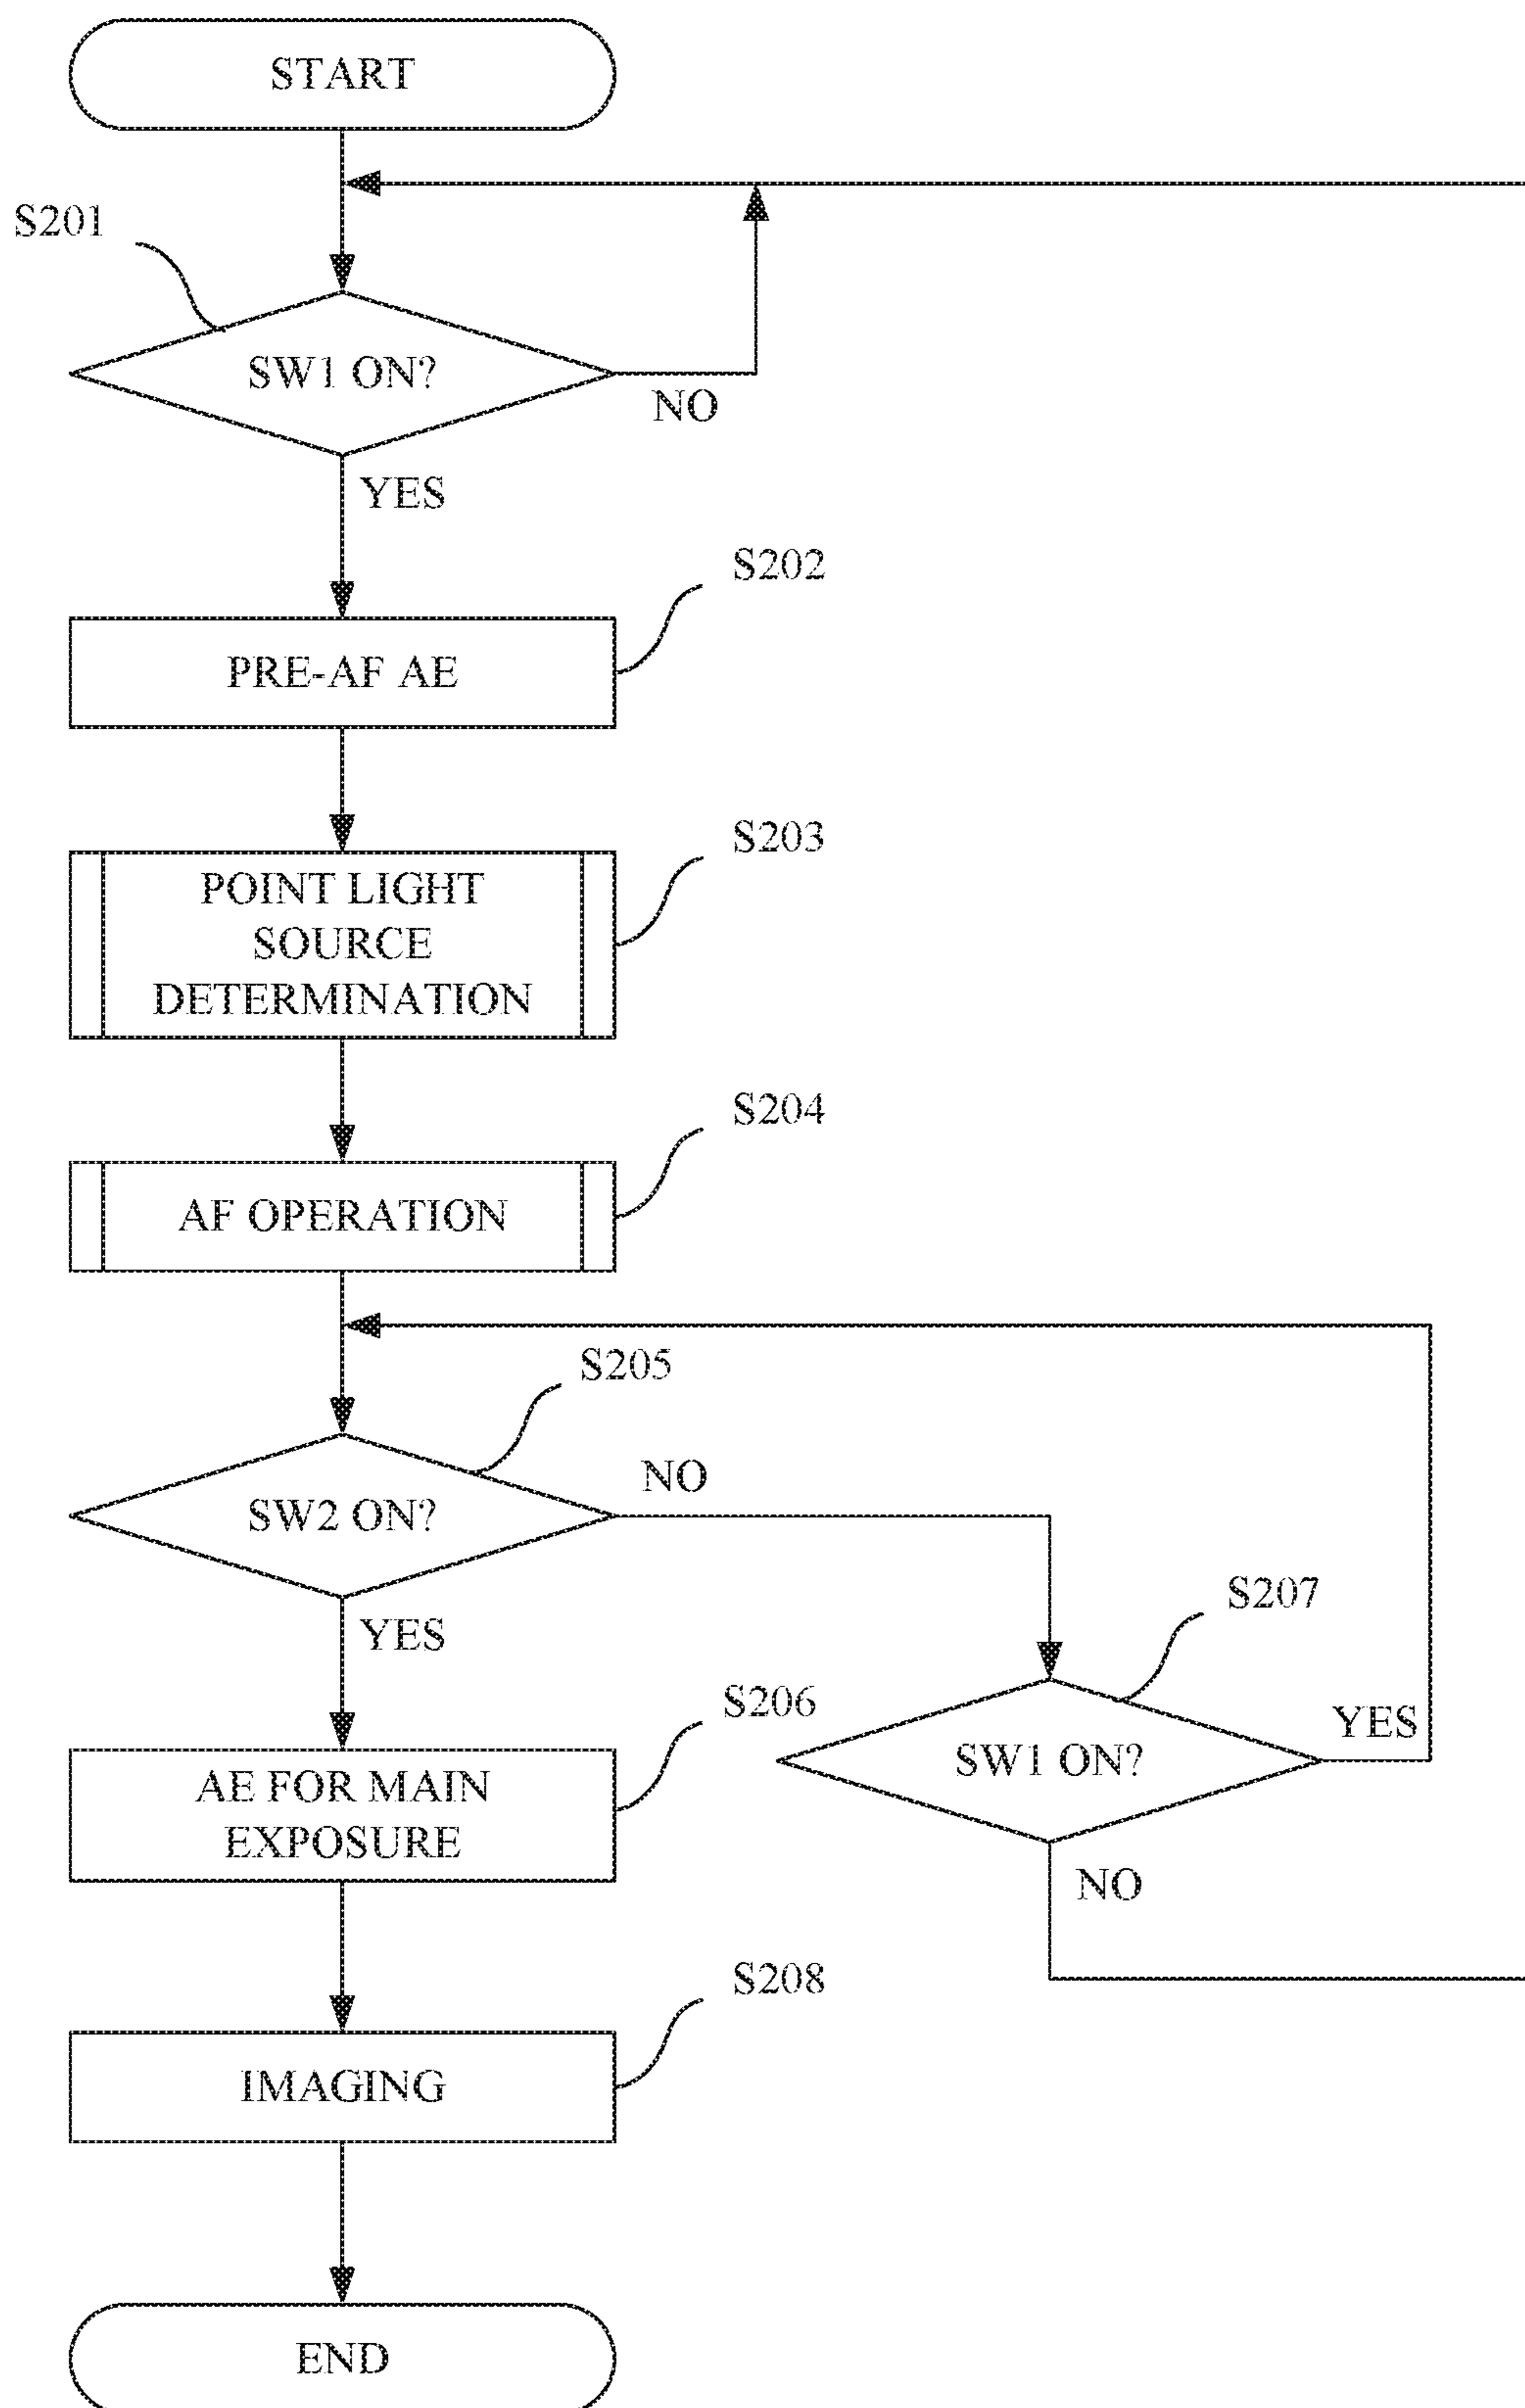 START
S201
SW1 ON?
NO
YES
S202
PRE-AF AE
S203
POINT LIGHT
SOURCE
DETERMINATION
S204
AF OPERATION
S205
NO
SW2 ON?
YES
S207
SW1 ON?
YES
NO
S206
AE FOR MAIN
EXPOSURE
S208
IMAGING
END